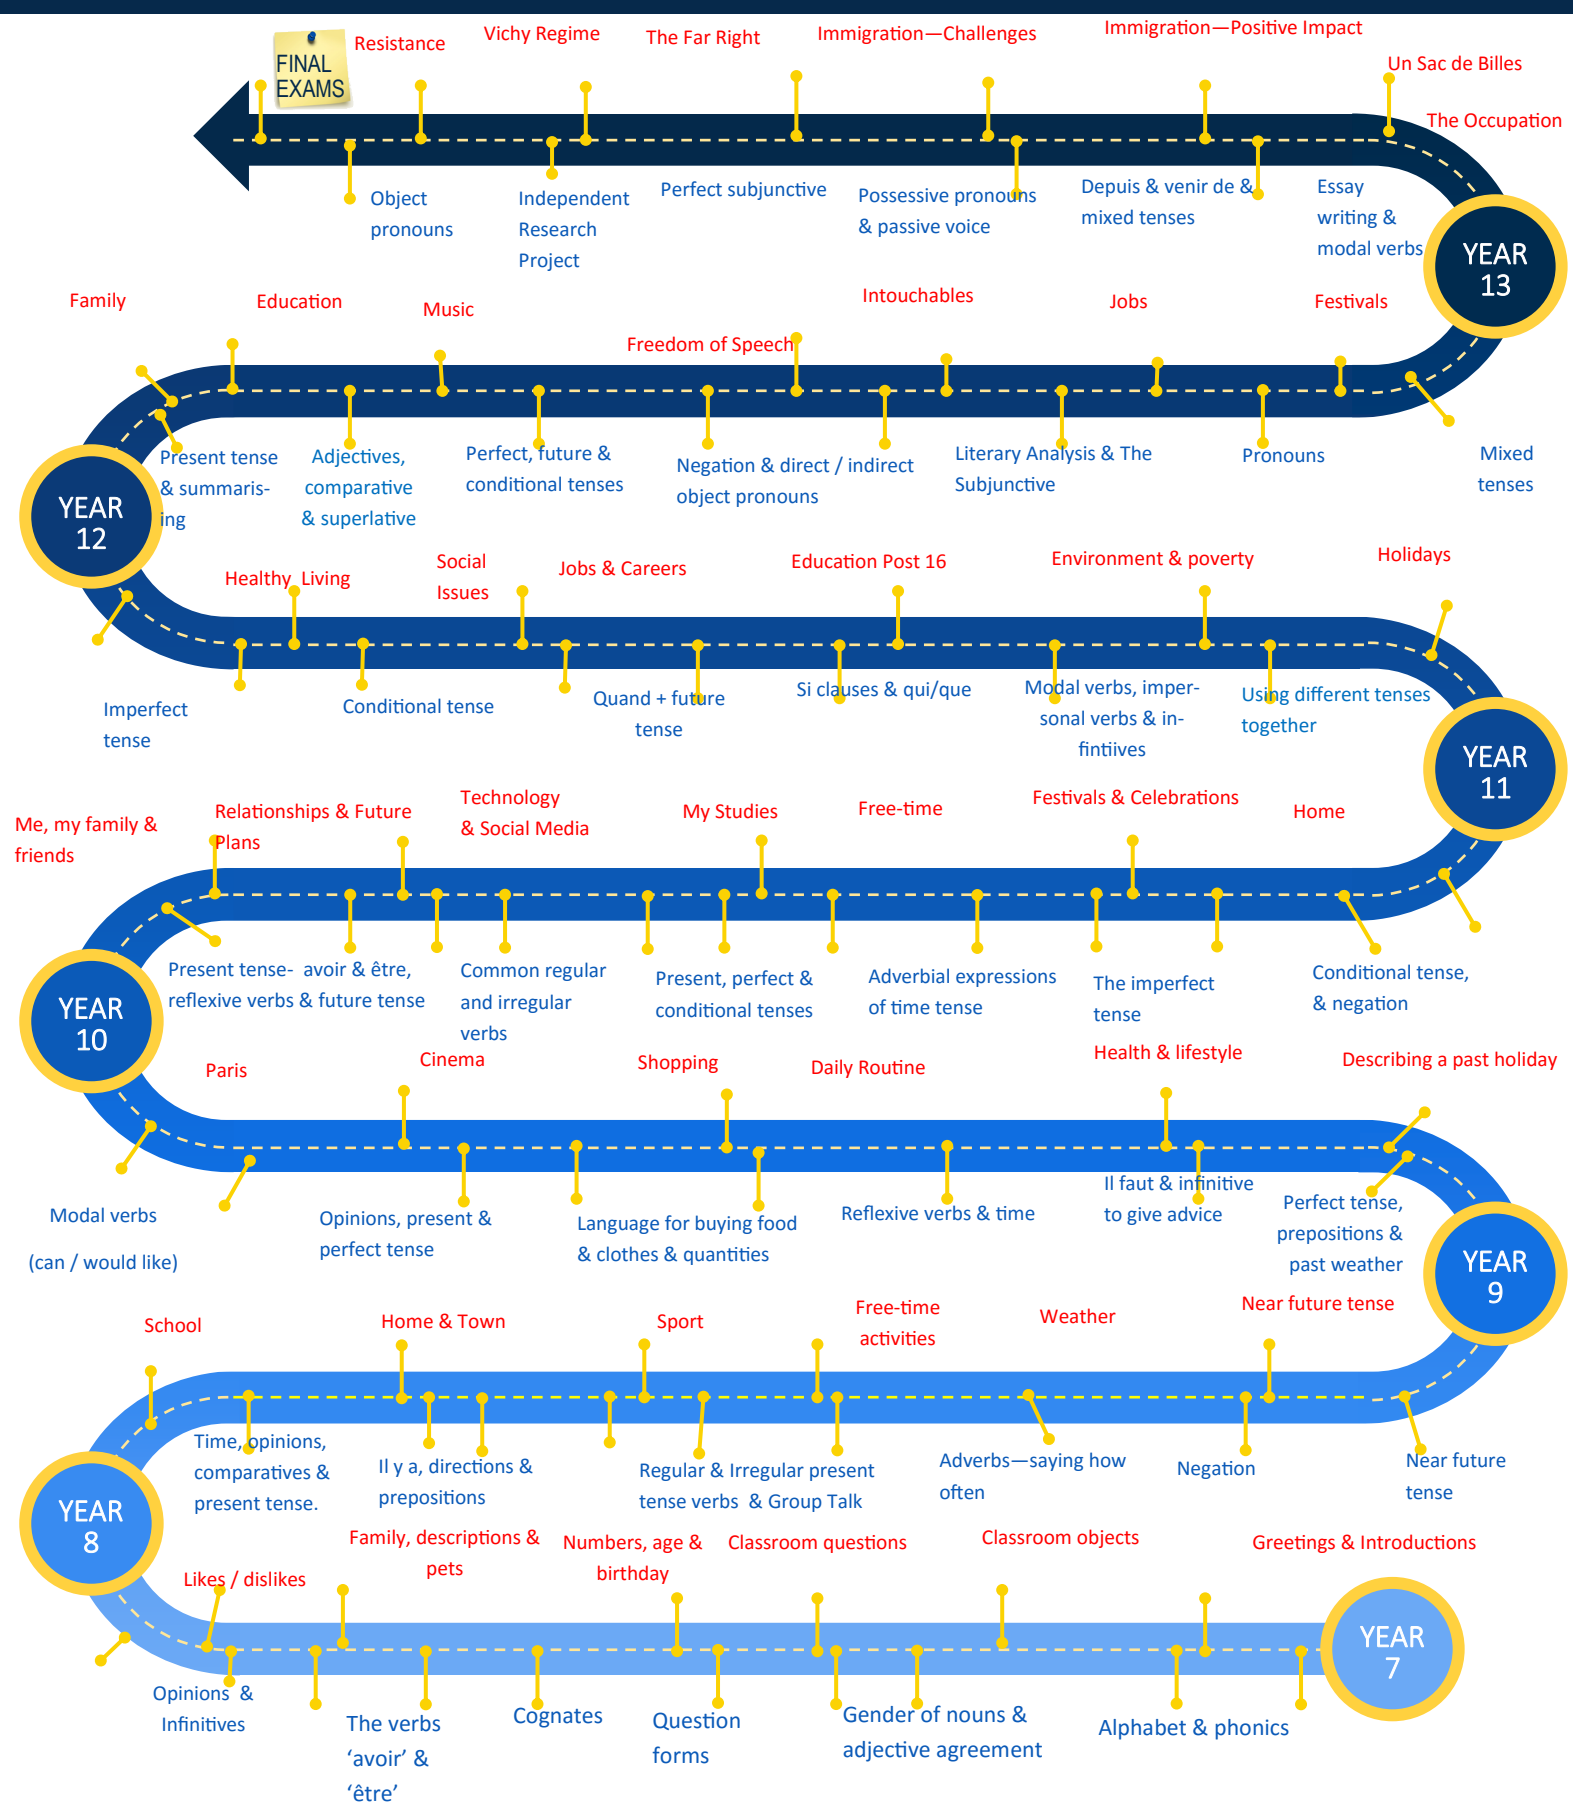 FINAL
EXAMS
Resistance
Vichy Regime
The Far Right
Immigration—Challenges
Immigration—Positive Impact
Un Sac de Billes
The Occupation
Object
pronouns
Independent
Research
Project
Perfect subjunctive
Possessive pronouns
& passive voice
Depuis & venir de &
mixed tenses
Essay
writing &
modal verbs
YEAR
13
Family
Education
Music
Freedom of Speech
Intouchables
Jobs
Festivals
Present tense
& summaris-
ing
Adjectives,
comparative
& superlative
Perfect, future &
conditional tenses
Negation & direct / indirect
object pronouns
Literary Analysis & The
Subjunctive
Pronouns
Mixed
tenses
YEAR
12
Healthy Living
Social
Issues
Jobs & Careers
Education Post 16
Environment & poverty
Holidays
Imperfect
tense
Conditional tense
Quand + future
tense
Si clauses & qui/que
Modal verbs, imper-
sonal verbs & in-
fintiives
Using different tenses
together
YEAR
11
Me, my family &
friends
Relationships & Future
Plans
Technology
& Social Media
My Studies
Free-time
Festivals & Celebrations
Home
Present tense- avoir & être,
reflexive verbs & future tense
Common regular
and irregular
verbs
Present, perfect &
conditional tenses
Adverbial expressions
of time tense
The imperfect
tense
Conditional tense,
& negation
YEAR
10
Paris
Cinema
Shopping
Daily Routine
Health & lifestyle
Describing a past holiday
Modal verbs
(can / would like)
Opinions, present &
perfect tense
Language for buying food
& clothes & quantities
Reflexive verbs & time
Il faut & infinitive
to give advice
Perfect tense,
prepositions &
past weather
YEAR
9
School
Home & Town
Sport
Free-time
activities
Weather
Near future tense
Time, opinions,
comparatives &
present tense.
Il y a, directions &
prepositions
Regular & Irregular present
tense verbs & Group Talk
Adverbs—saying how
often
Negation
Near future
tense
YEAR
8
Likes / dislikes
Family, descriptions &
pets
Numbers, age &
birthday
Classroom questions
Classroom objects
Greetings & Introductions
YEAR
7
Opinions &
Infinitives
The verbs
‘avoir’ &
‘être’
Cognates
Question
forms
Gender of nouns &
adjective agreement
Alphabet & phonics